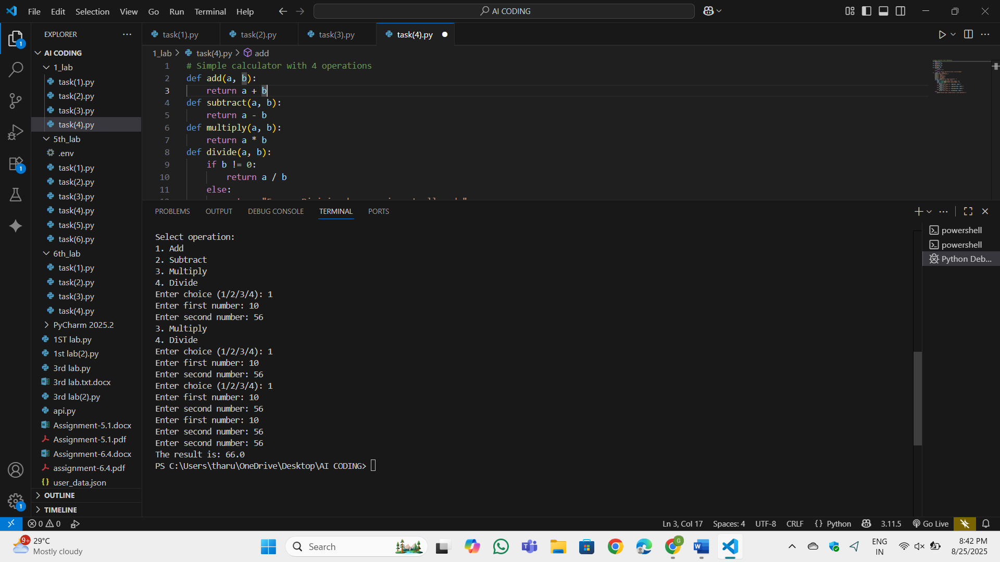 File Edit Selection View Go Run Terminal Help
AI CODING
EXPLORER
AI CODING
1_lab
task(1).py
task(2).py
task(3).py
task(4).py
5th_lab
.env
task(1).py
task(2).py
task(3).py
task(4).py
task(5).py
task(6).py
6th_lab
task(1).py
task(2).py
task(3).py
task(4).py
PyCharm 2025.2
1ST lab.py
1st lab(2).py
3rd lab.py
3rd lab.txt.docx
3rd lab(2).py
api.py
Assignment-5.1.docx
Assignment-5.1.pdf
Assignment-6.4.docx
assignment-6.4.pdf
user_data.json
OUTLINE
TIMELINE
1
1
1
task(1).py task(2).py task(3).py task(4).py
1_lab > task(4).py > add
1 # Simple calculator with 4 operations
2 def add(a, b):
3 return a + b
4 def subtract(a, b):
5 return a - b
6 def multiply(a, b):
7 return a * b
8 def divide(a, b):
9 if b != 0:
10 return a / b
11 else:
PROBLEMS OUTPUT DEBUG CONSOLE TERMINAL PORTS
Select operation:
1. Add
2. Subtract
3. Multiply
4. Divide
Enter choice (1/2/3/4): 1
Enter first number: 10
Enter second number: 56
3. Multiply
4. Divide
Enter choice (1/2/3/4): 1
Enter first number: 10
Enter second number: 56
Enter choice (1/2/3/4): 1
Enter first number: 10
Enter second number: 56
Enter first number: 10
Enter second number: 56
Enter second number: 56
The result is: 66.0
PS C:\Users\tharu\OneDrive\Desktop\AI CODING>
powershell
powershell
Python Deb...
0 0
Ln 3, Col 17 Spaces: 4 UTF-8 CRLF {} Python 3.11.5 Go Live
9+
29°C
Mostly cloudy
Search
G
ENG
IN
8:42 PM
8/25/2025